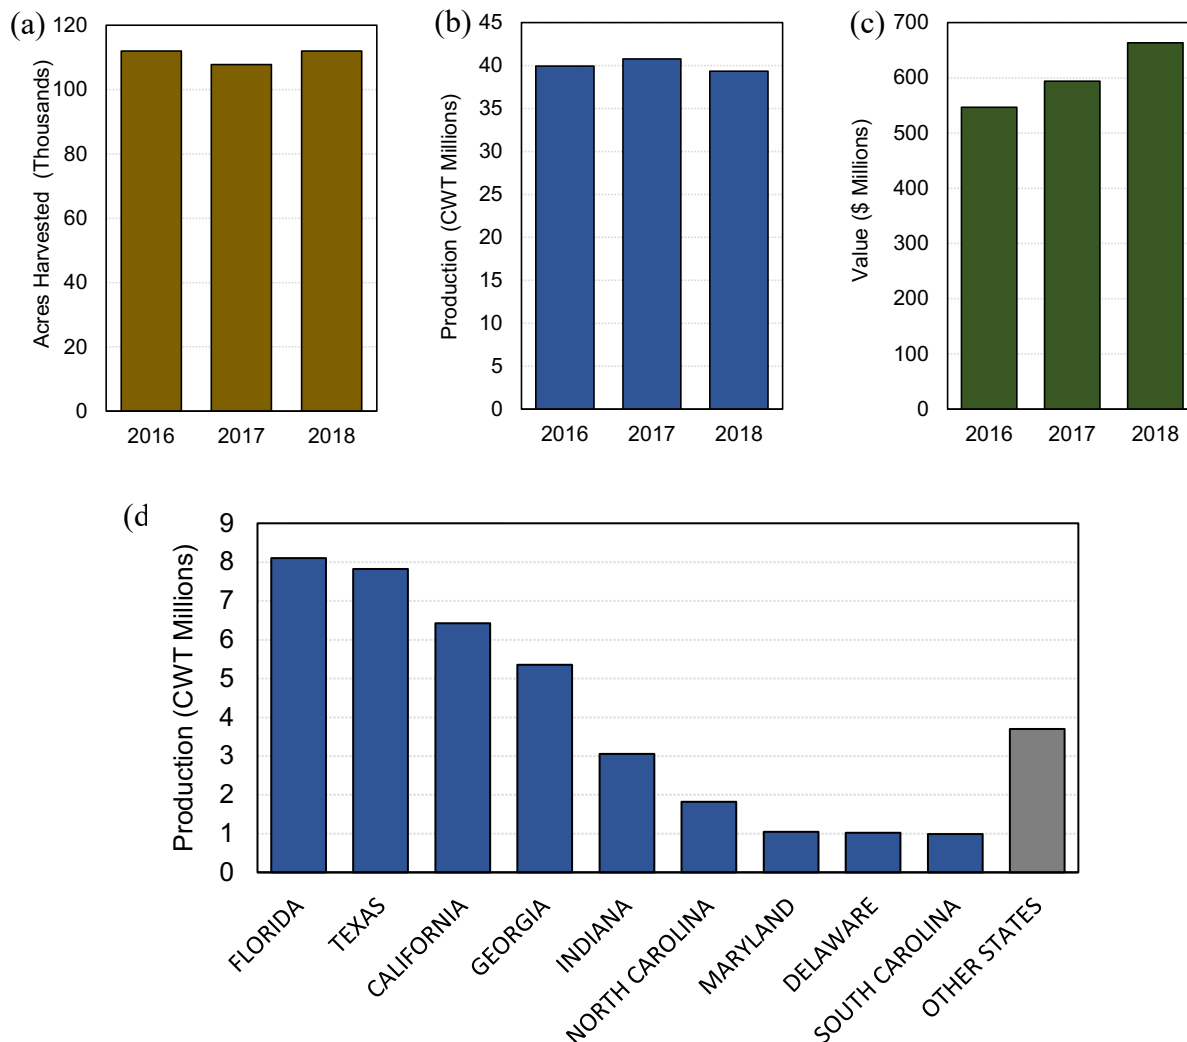 (a)
120
100
80
60
40
20
0
Acres Harvested (Thousands)
2016 2017 2018
(b)
45
40
35
30
25
20
15
10
5
0
Production (CWT Millions)
2016 2017 2018
(c)
700
600
500
400
300
200
100
0
Value ($ Millions)
2016 2017 2018
(d
9
8
7
6
5
4
3
2
1
0
Production (CWT Millions)
FLORIDA
TEXAS
CALIFORNIA
GEORGIA
INDIANA
NORTH CAROLINA
MARYLAND
DELAWARE
SOUTH CAROLINA
OTHER STATES